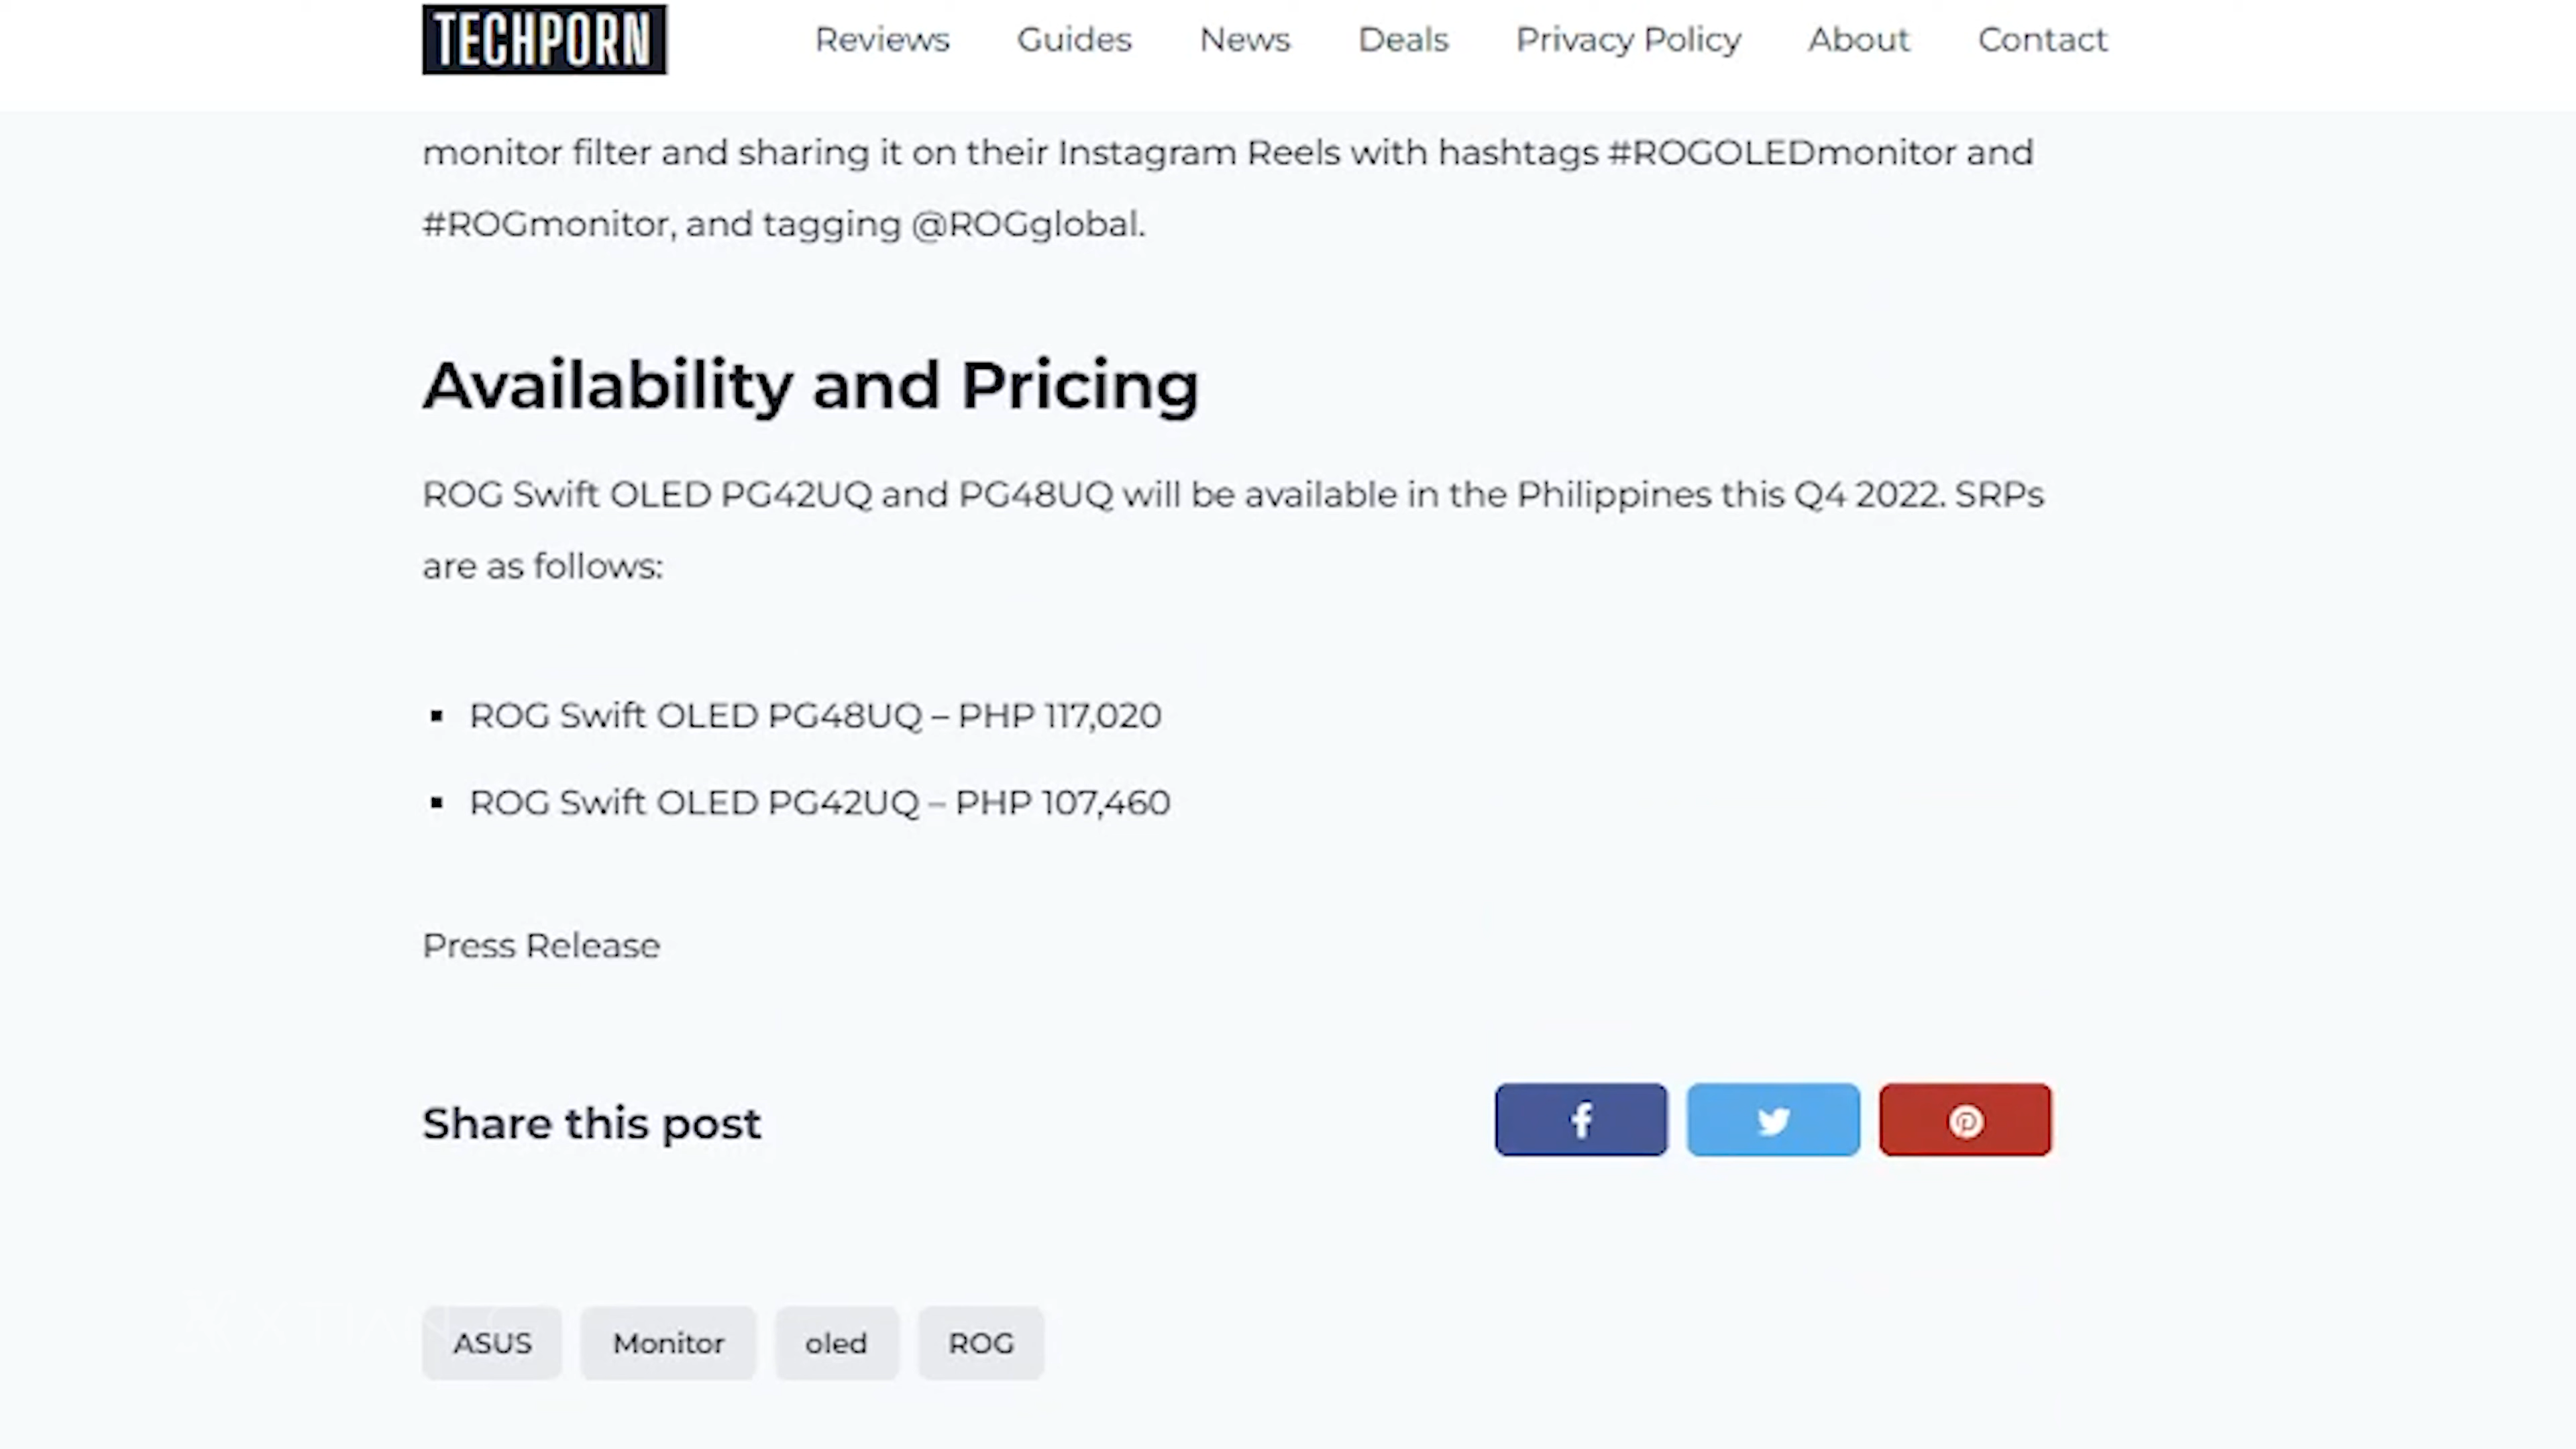 TECHPORN
Reviews Guides News Deals Privacy Policy About Contact
monitor filter and sharing it on their Instagram Reels with hashtags #ROGOLEDmonitor and
#ROGmonitor, and tagging @ROGglobal.
Availability and Pricing
ROG Swift OLED PG42UQ and PG48UQ will be available in the Philippines this Q4 2022. SRPs
are as follows:
▪ ROG Swift OLED PG48UQ – PHP 117,020
▪ ROG Swift OLED PG42UQ – PHP 107,460
Press Release
Share this post
XTIAN
ASUS Monitor oled ROG